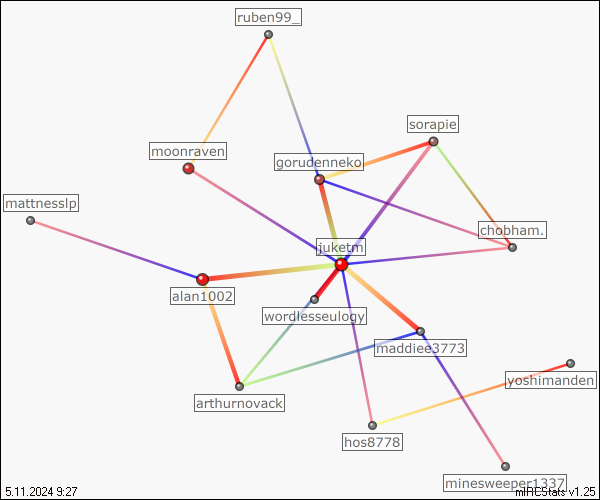 ruben99_
sorapie
moonraven
gorudenneko
mattnesslp
chobham.
juketm
alan1002
wordlesseulogy
maddiee3773
yoshimanden
arthurnovack
hos8778
minesweeper1337
5.11.2024 9:27
mIRCStats v1.25